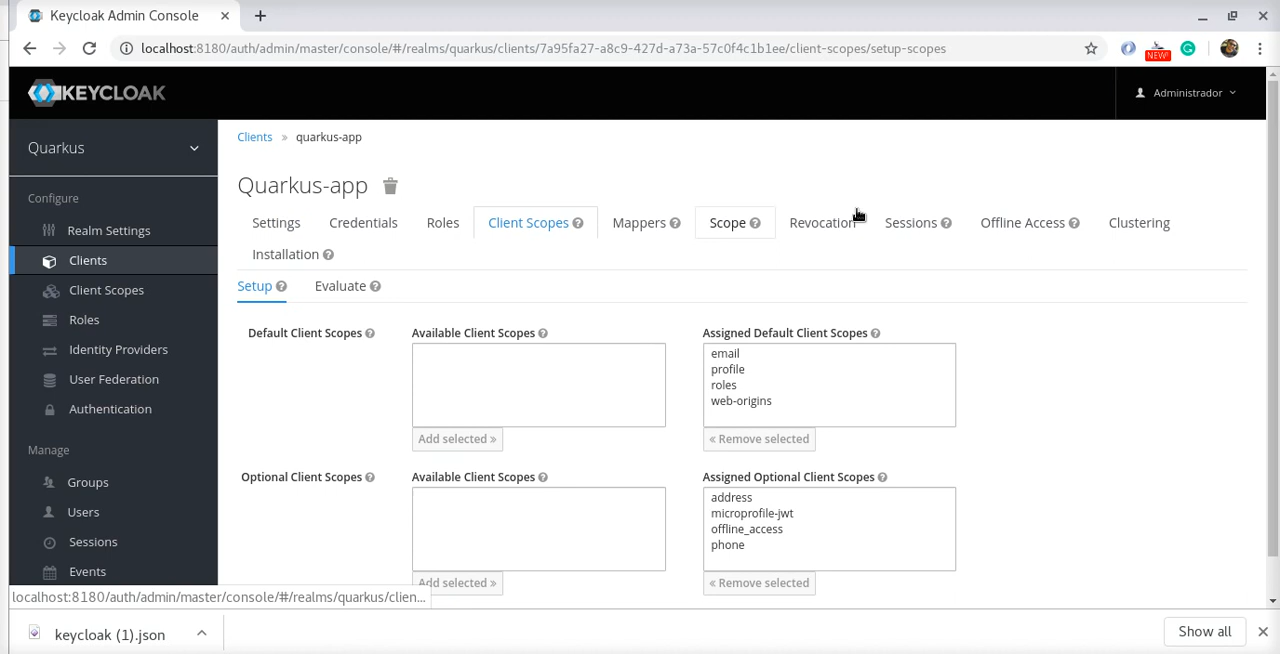 Keycloak Admin Console
localhost:8180/auth/admin/master/console/#/realms/quarkus/clients/7a95fa27-a8c9-427d-a73a-57c0f4c1b1ee/client-scopes/setup-scopes
NEW!
KEYCLOAK
Administrador
Quarkus
Configure
Realm Settings
Clients
Client Scopes
Roles
Identity Providers
User Federation
Authentication
Manage
Groups
Users
Sessions
Events
Clients » quarkus-app
Quarkus-app
Settings Credentials Roles Client Scopes Mappers Scope Revocation Sessions Offline Access Clustering
Installation
Setup Evaluate
Default Client Scopes Available Client Scopes Assigned Default Client Scopes
email
profile
roles
web-origins
Add selected » « Remove selected
Optional Client Scopes Available Client Scopes Assigned Optional Client Scopes
address
microprofile-jwt
offline_access
phone
Add selected » « Remove selected
localhost:8180/auth/admin/master/console/#/realms/quarkus/clien...
keycloak (1).json
Show all